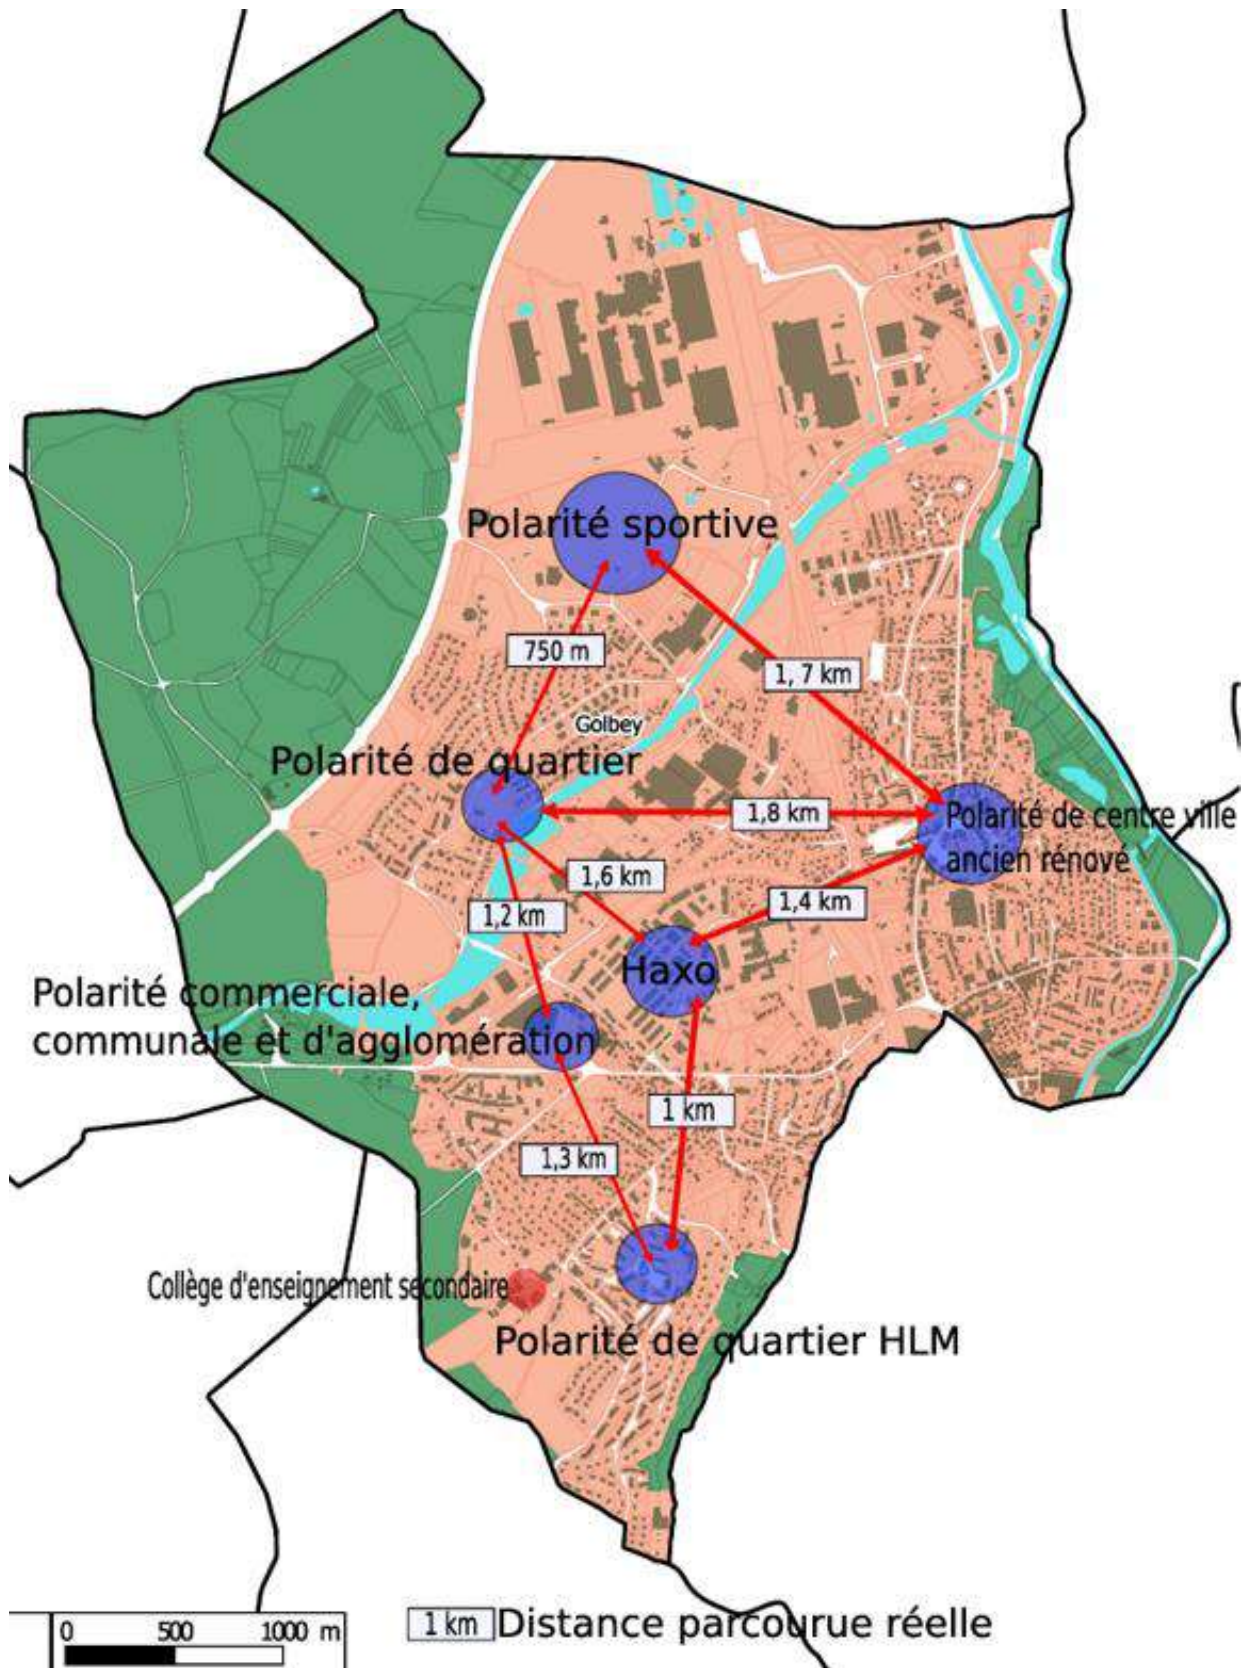 Polarité sportive
750 m
1, 7 km
Golbey
Polarité de quartier
1,8 km
Polarité de centre ville
ancien rénové
1,6 km
1,4 km
1,2 km
Haxo
Polarité commerciale,
communale et d'agglomération
1 km
1,3 km
Collège d'enseignement secondaire
Polarité de quartier HLM
0 500 1000 m
1 km Distance parcourue réelle